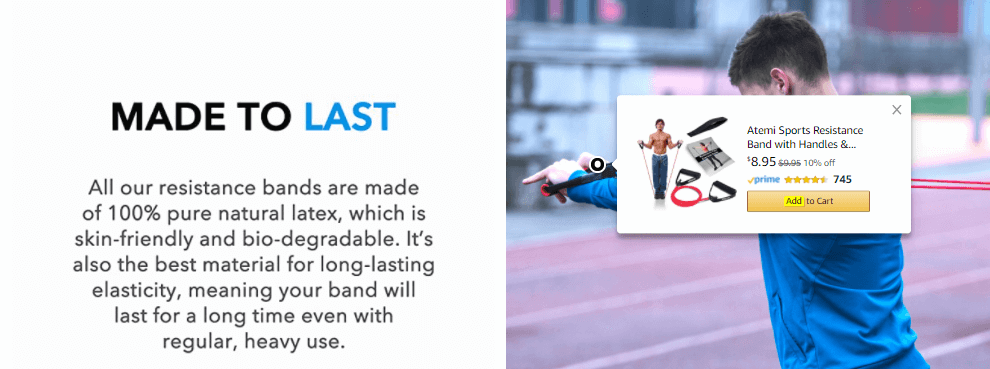 MADE TO LAST
All our resistance bands are made
of 100% pure natural latex, which is
skin-friendly and bio-degradable. It's
also the best material for long-lasting
elasticity, meaning your band will
last for a long time even with
regular, heavy use.
Atemi Sports Resistance
Band with Handles &...
$8.95 $9.95 10% off
prime 745
Add to Cart